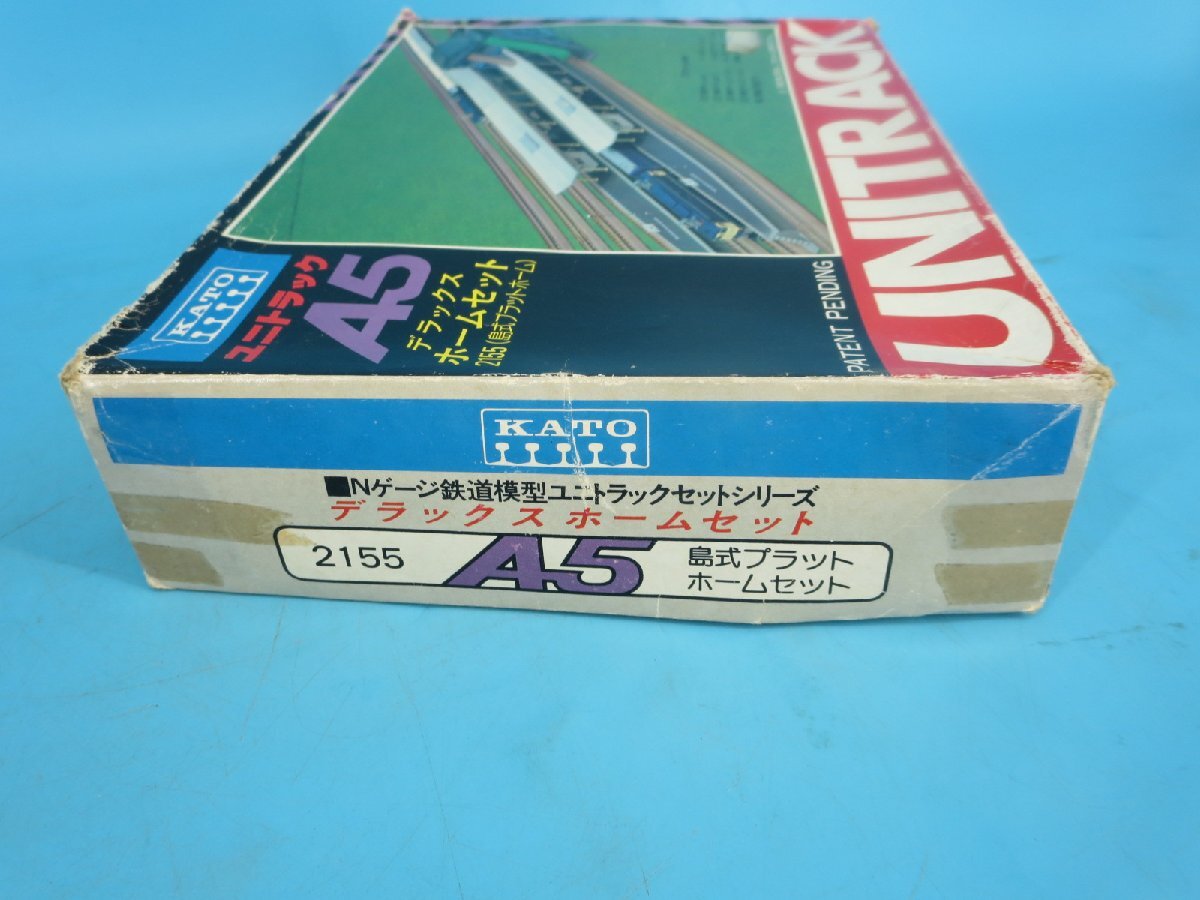 UNITRACK
PATENT PENDING
KATO
ユニトラック
A5
デラックス
ホームセット
2155(島式プラットホーム)
KATO
■Nゲージ鉄道模型ユニトラックセットシリーズ
デラックスホームセット
2155
A5
島式プラット
ホームセット